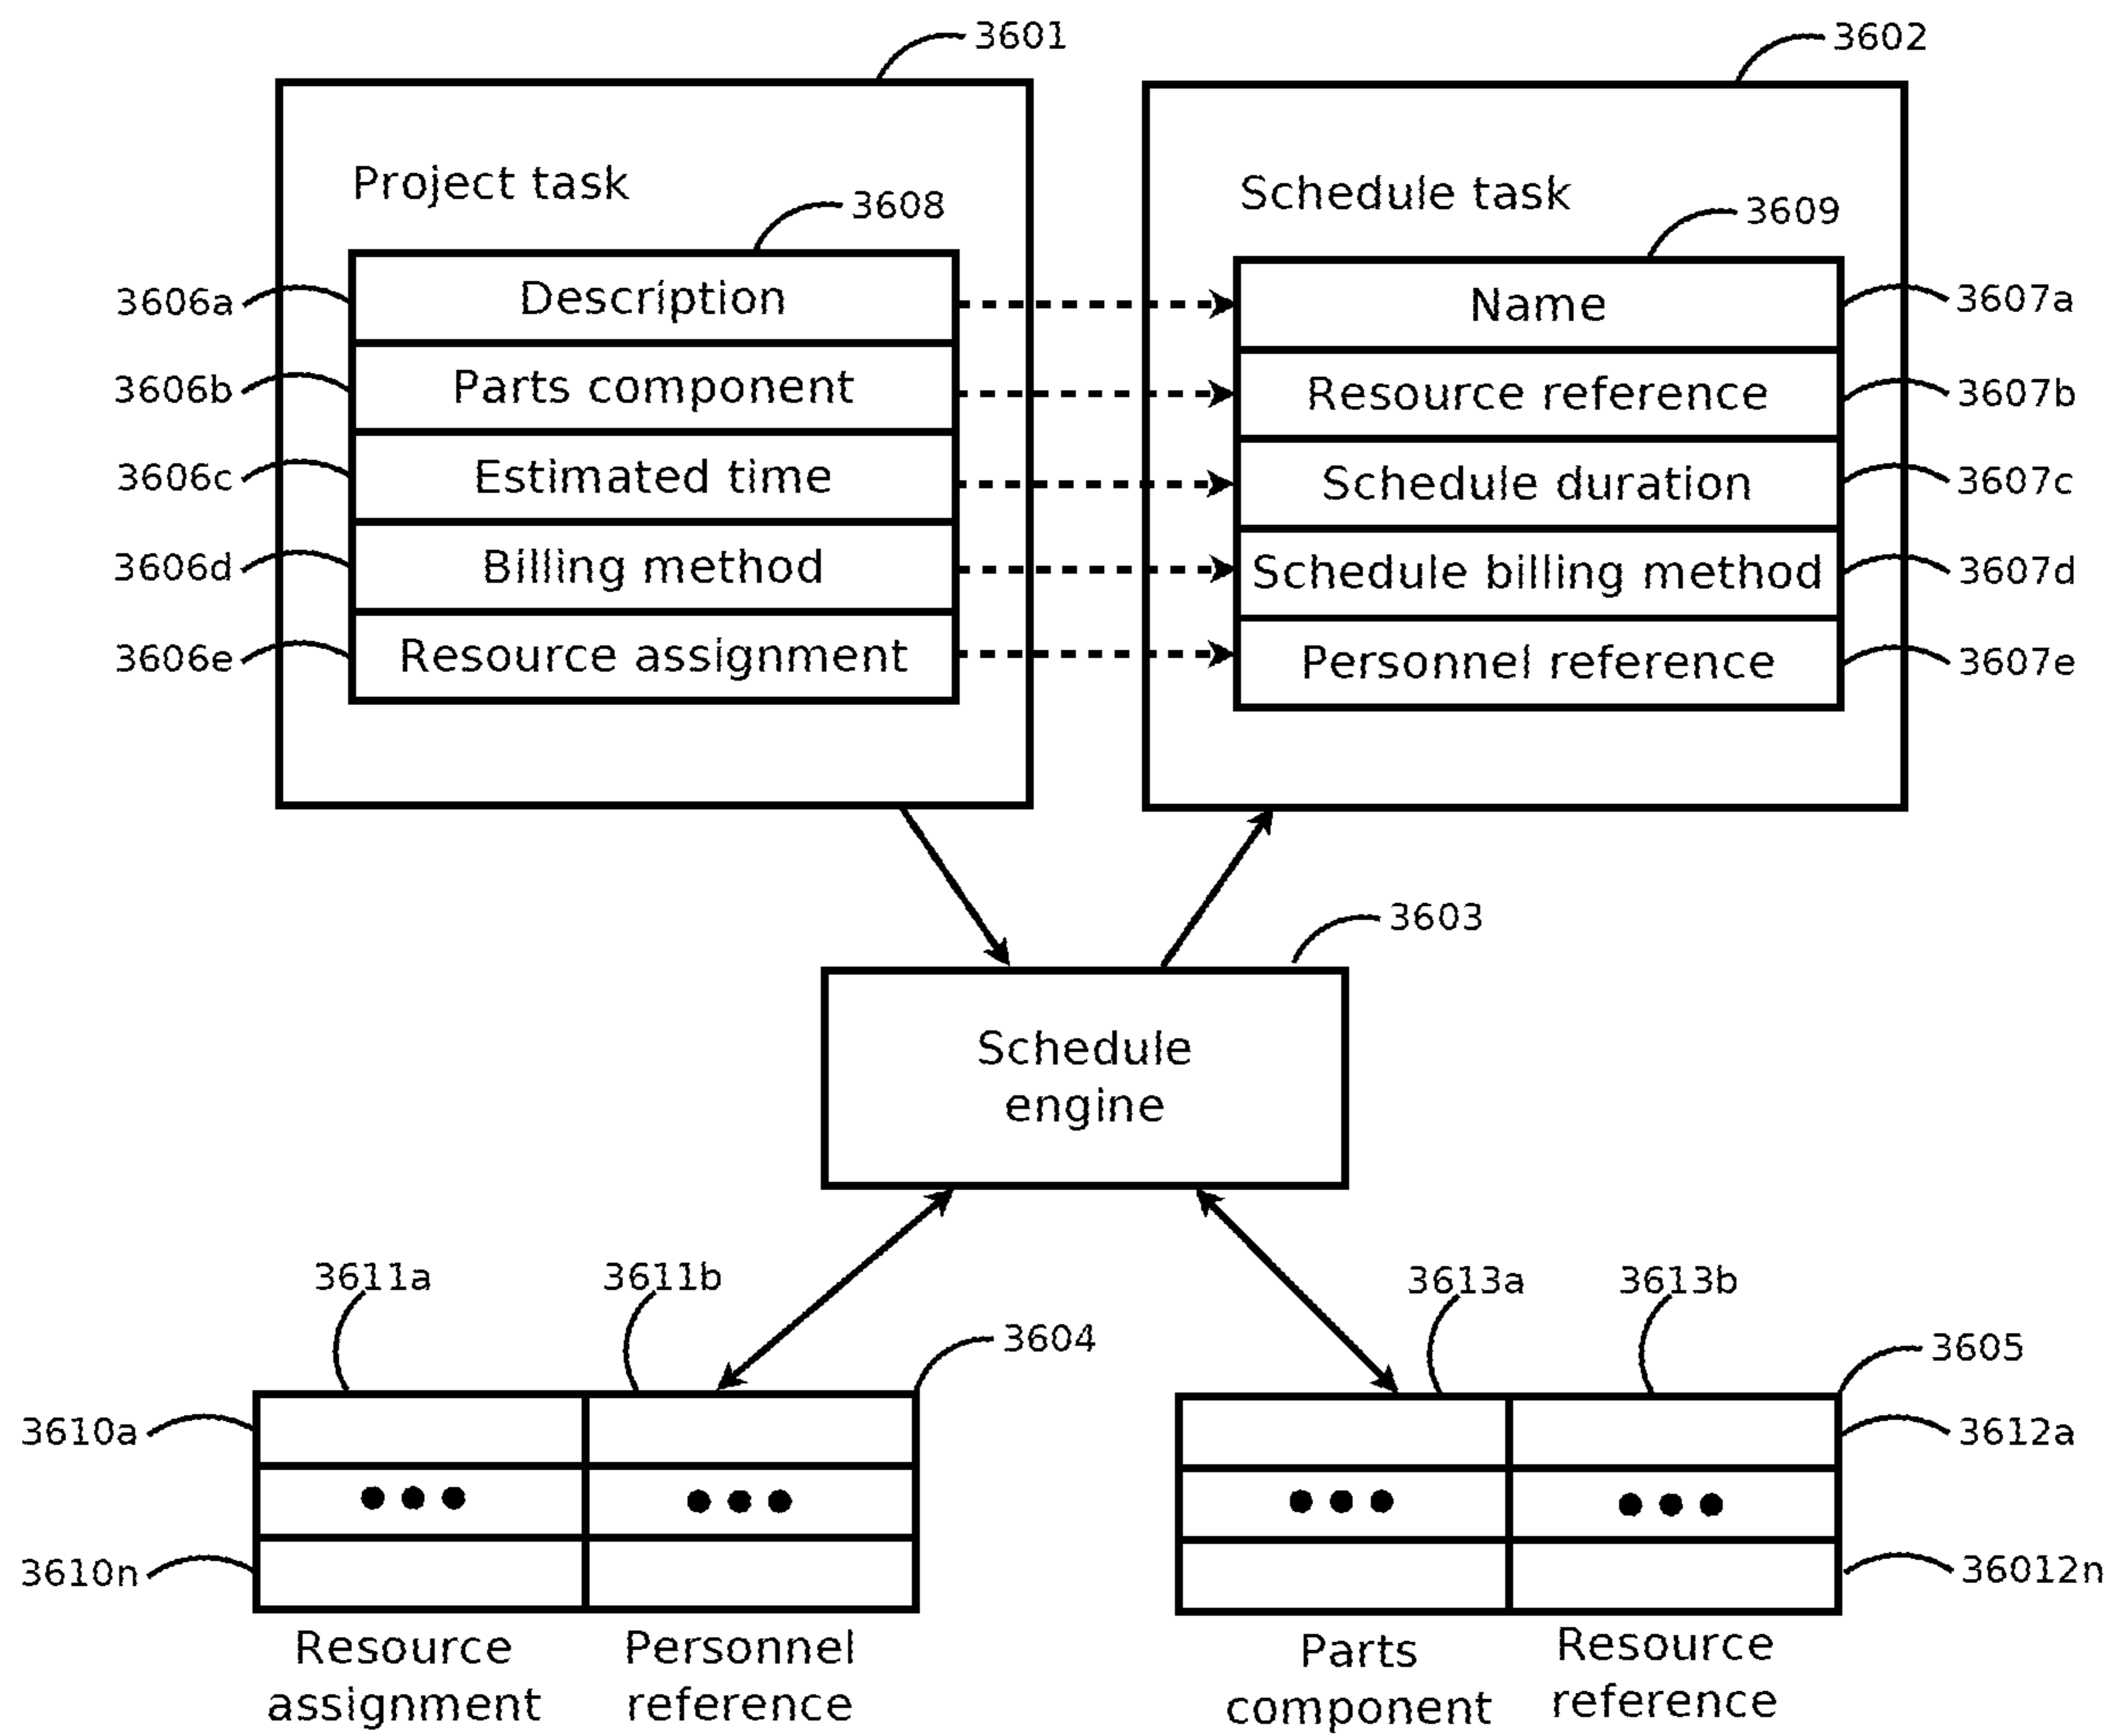 3601
3602
Project task
3608
Schedule task
3609
3606a
Description
Name
3607a
3606b
Parts component
Resource reference
3607b
3606c
Estimated time
Schedule duration
3607c
3606d
Billing method
Schedule billing method
3607d
3606e
Resource assignment
Personnel reference
3607e
3603
Schedule
engine
3611a
3611b
3604
3613a
3613b
3605
3610a
3612a
3610n
36012n
Resource
assignment
Personnel
reference
Parts
component
Resource
reference